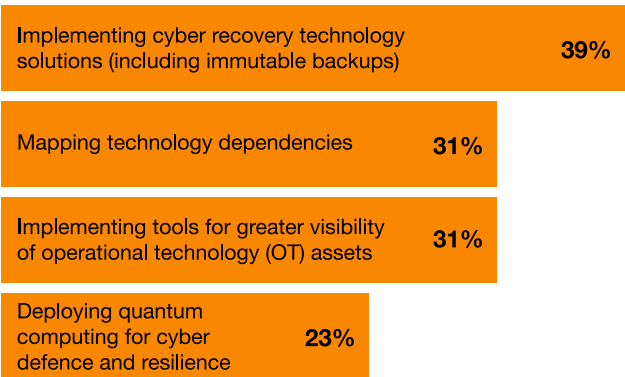 Implementing cyber recovery technology
solutions (including immutable backups)
39%
Mapping technology dependencies
31%
Implementing tools for greater visibility
of operational technology (OT) assets
31%
Deploying quantum
computing for cyber
defence and resilience
23%